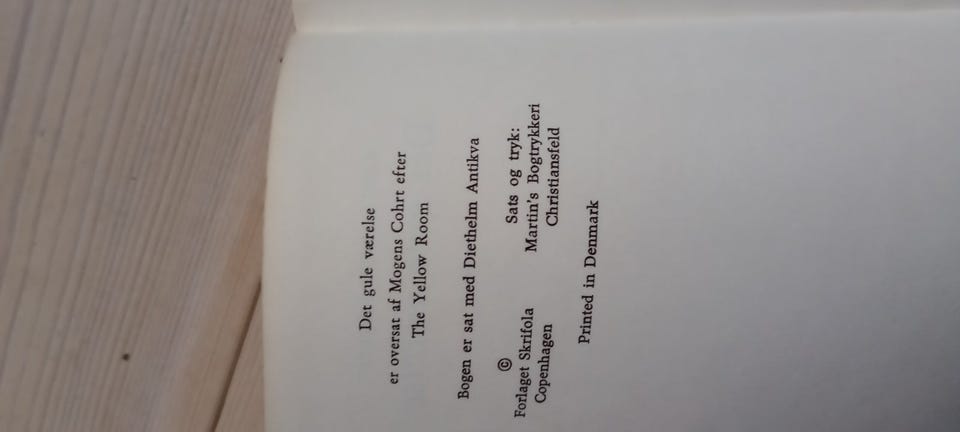 Det gule værelse
er oversat af Mogens Cohrt efter
The Yellow Room
Bogen er sat med Diethelm Antikva
©
Forlaget Skrifola
Copenhagen
Sats og tryk:
Martin's Bogtrykkeri
Christiansfeld
Printed in Denmark